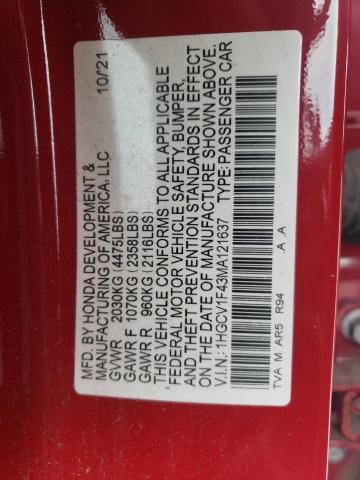 MFD. BY HONDA DEVELOPMENT & 10/21
MANUFACTURING OF AMERICA, LLC
GVWR 2030KG (4475LBS)
GAWR F 1070KG (2358LBS)
GAWR R 960KG (2116LBS)
THIS VEHICLE CONFORMS TO ALL APPLICABLE
FEDERAL MOTOR VEHICLE SAFETY, BUMPER,
AND THEFT PREVENTION STANDARDS IN EFFECT
ON THE DATE OF MANUFACTURE SHOWN ABOVE.
V.I.N.: 1HGCV1F43MA121637 TYPE: PASSENGER CAR
TVA M AR5 R94 .A .A